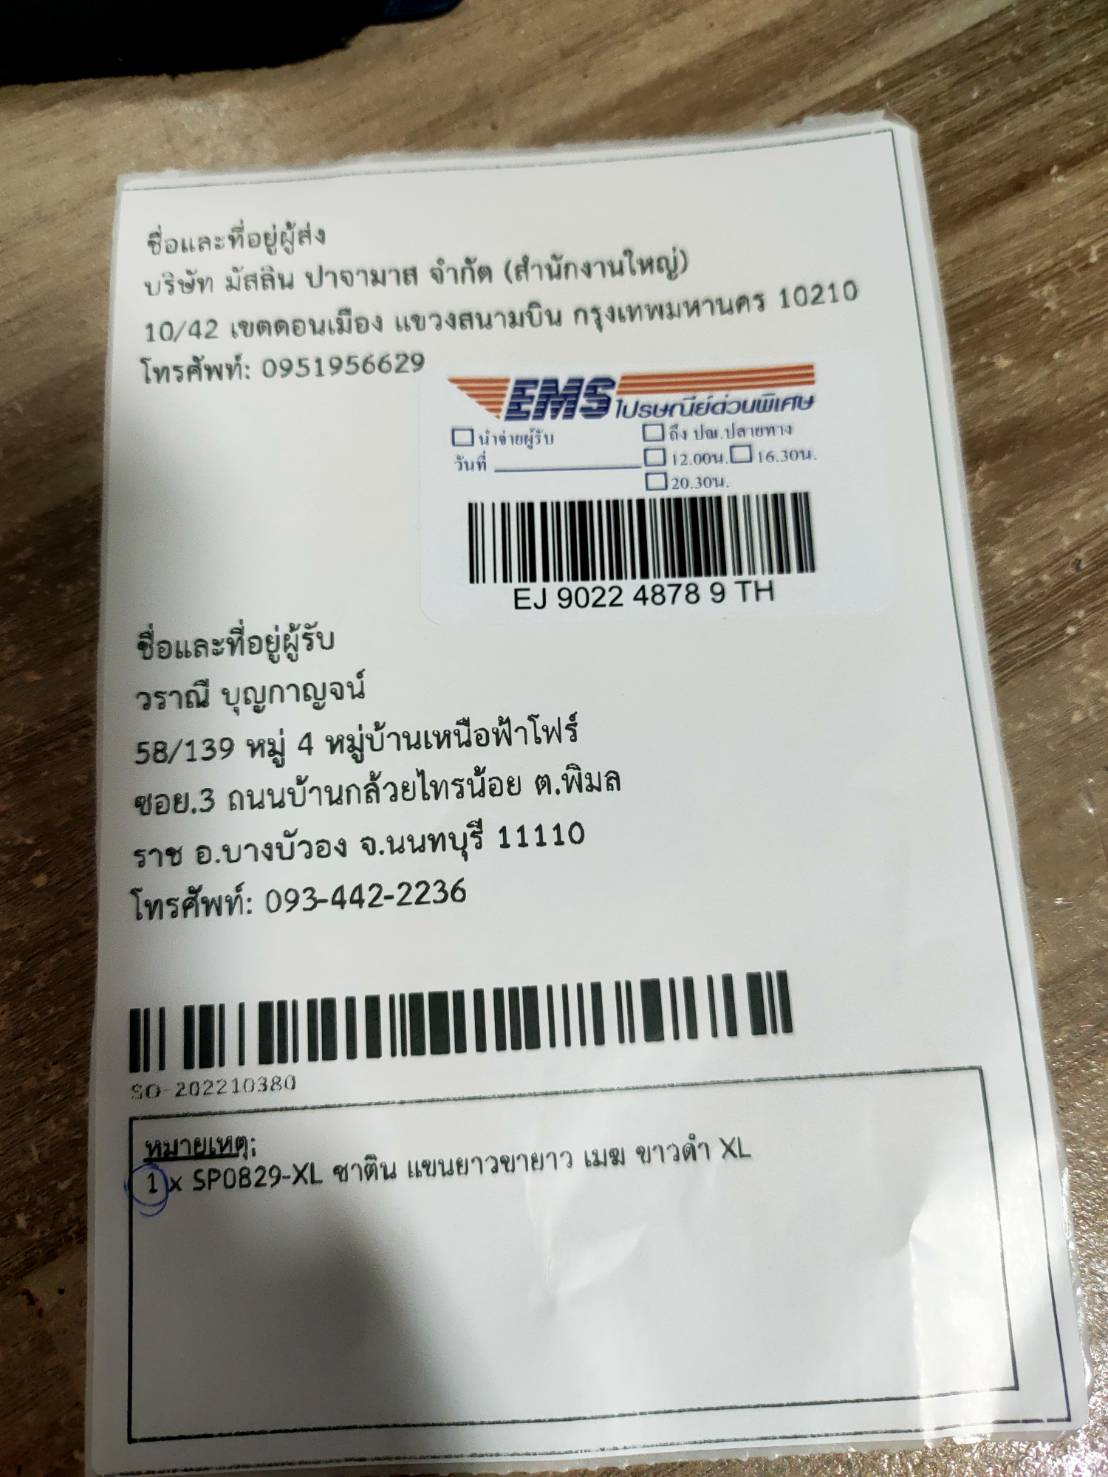 ชื่อและที่อยู่ผู้ส่ง
บริษัท มัสลิน ปาจามาส จำกัด (สำนักงานใหญ่)
10/42 เขตดอนเมือง แขวงสนามบิน กรุงเทพมหานคร 10210
โทรศัพท์: 0951956629
EMS ไปรษณีย์ด่วนพิเศษ
นำจ่ายผู้รับ ถึง ปณ.ปลายทาง
วันที่ 12.00น. 16.30น.
20.30น.
EJ 9022 4878 9 TH
ชื่อและที่อยู่ผู้รับ
วราณี บุญกาญจน์
58/139 หมู่ 4 หมู่บ้านเหนือฟ้าโฟร์
ซอย.3 ถนนบ้านกล้วยไทรน้อย ต.พิมล
ราช อ.บางบัวอง จ.นนทบุรี 11110
โทรศัพท์: 093-442-2236
SO-202210380
หมายเหตุ:
1 x SP0829-XL ซาติน แขนยาวขายาว เมฆ ขาวดำ XL